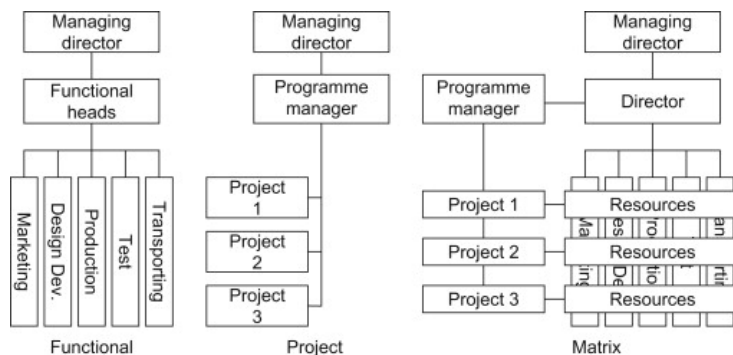 Managing
director
Functional
heads
Marketing
Design Dev.
Production
Test
Transporting
Functional
Managing
director
Programme
manager
Project
1
Project
2
Project
3
Project
Managing
director
Programme
manager
Director
Project 1
Resources
Project 2
Resources
Project 3
Resources
Matrix